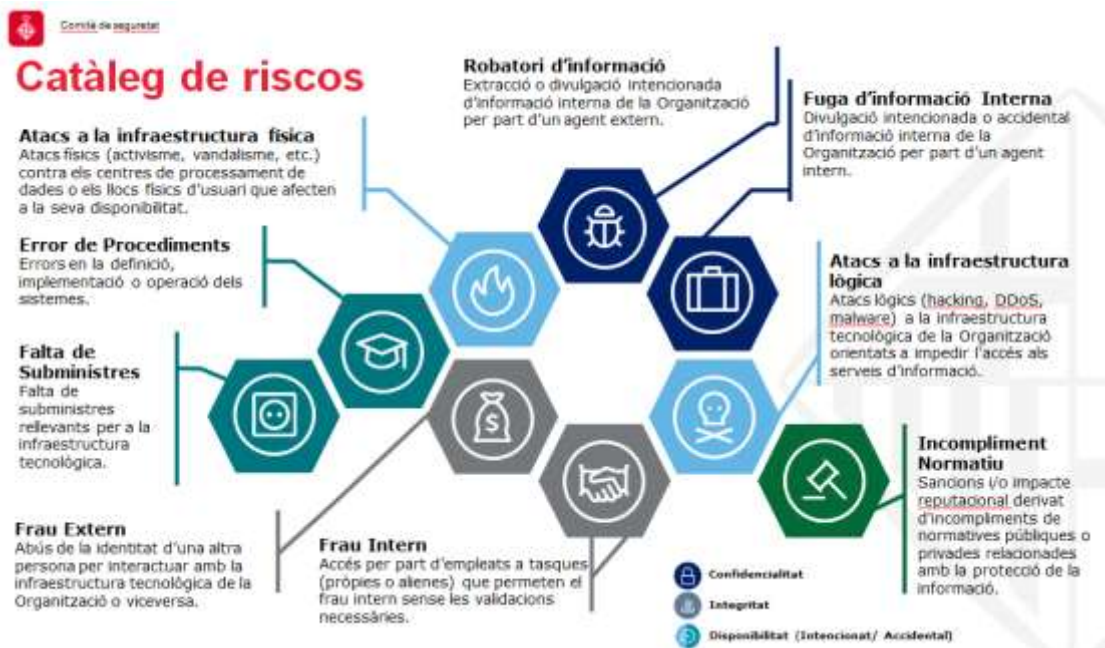 Comitè de seguretat
Catàleg de riscos
Robatori d'informació
Extracció o divulgació intencionada
d'informació interna de la Organització
per part d'un agent extern.
Fuga d'informació Interna
Divulgació intencionada o accidental
d'informació interna de la
Organització per part d'un agent
intern.
Atacs a la infraestructura física
Atacs físics (activisme, vandalisme, etc.)
contra els centres de processament de
dades o els llocs físics d'usuari que afecten
a la seva disponibilitat.
Error de Procediments
Errors en la definició,
implementació o operació dels
sistemes.
Atacs a la infraestructura
lògica
Atacs lògics (hacking, DDoS,
malware) a la infraestructura
tecnològica de la Organització
orientats a impedir l'accés als
serveis d'informació.
Falta de
Subministres
Falta de
subministres
rellevants per a la
infraestructura
tecnològica.
Incompliment
Normatiu
Sancions i/o impacte
reputacional derivat
d'incompliments de
normatives públiques o
privades relacionades
amb la protecció de la
informació.
Frau Extern
Abús de la identitat d'una altra
persona per interactuar amb la
infraestructura tecnològica de la
Organització o viceversa.
Frau Intern
Accés per part d'empleats a tasques
(pròpies o alienes) que permeten el
frau intern sense les validacions
necessàries.
Confidencialitat
Integritat
Disponibilitat (Intencionat/ Accidental)